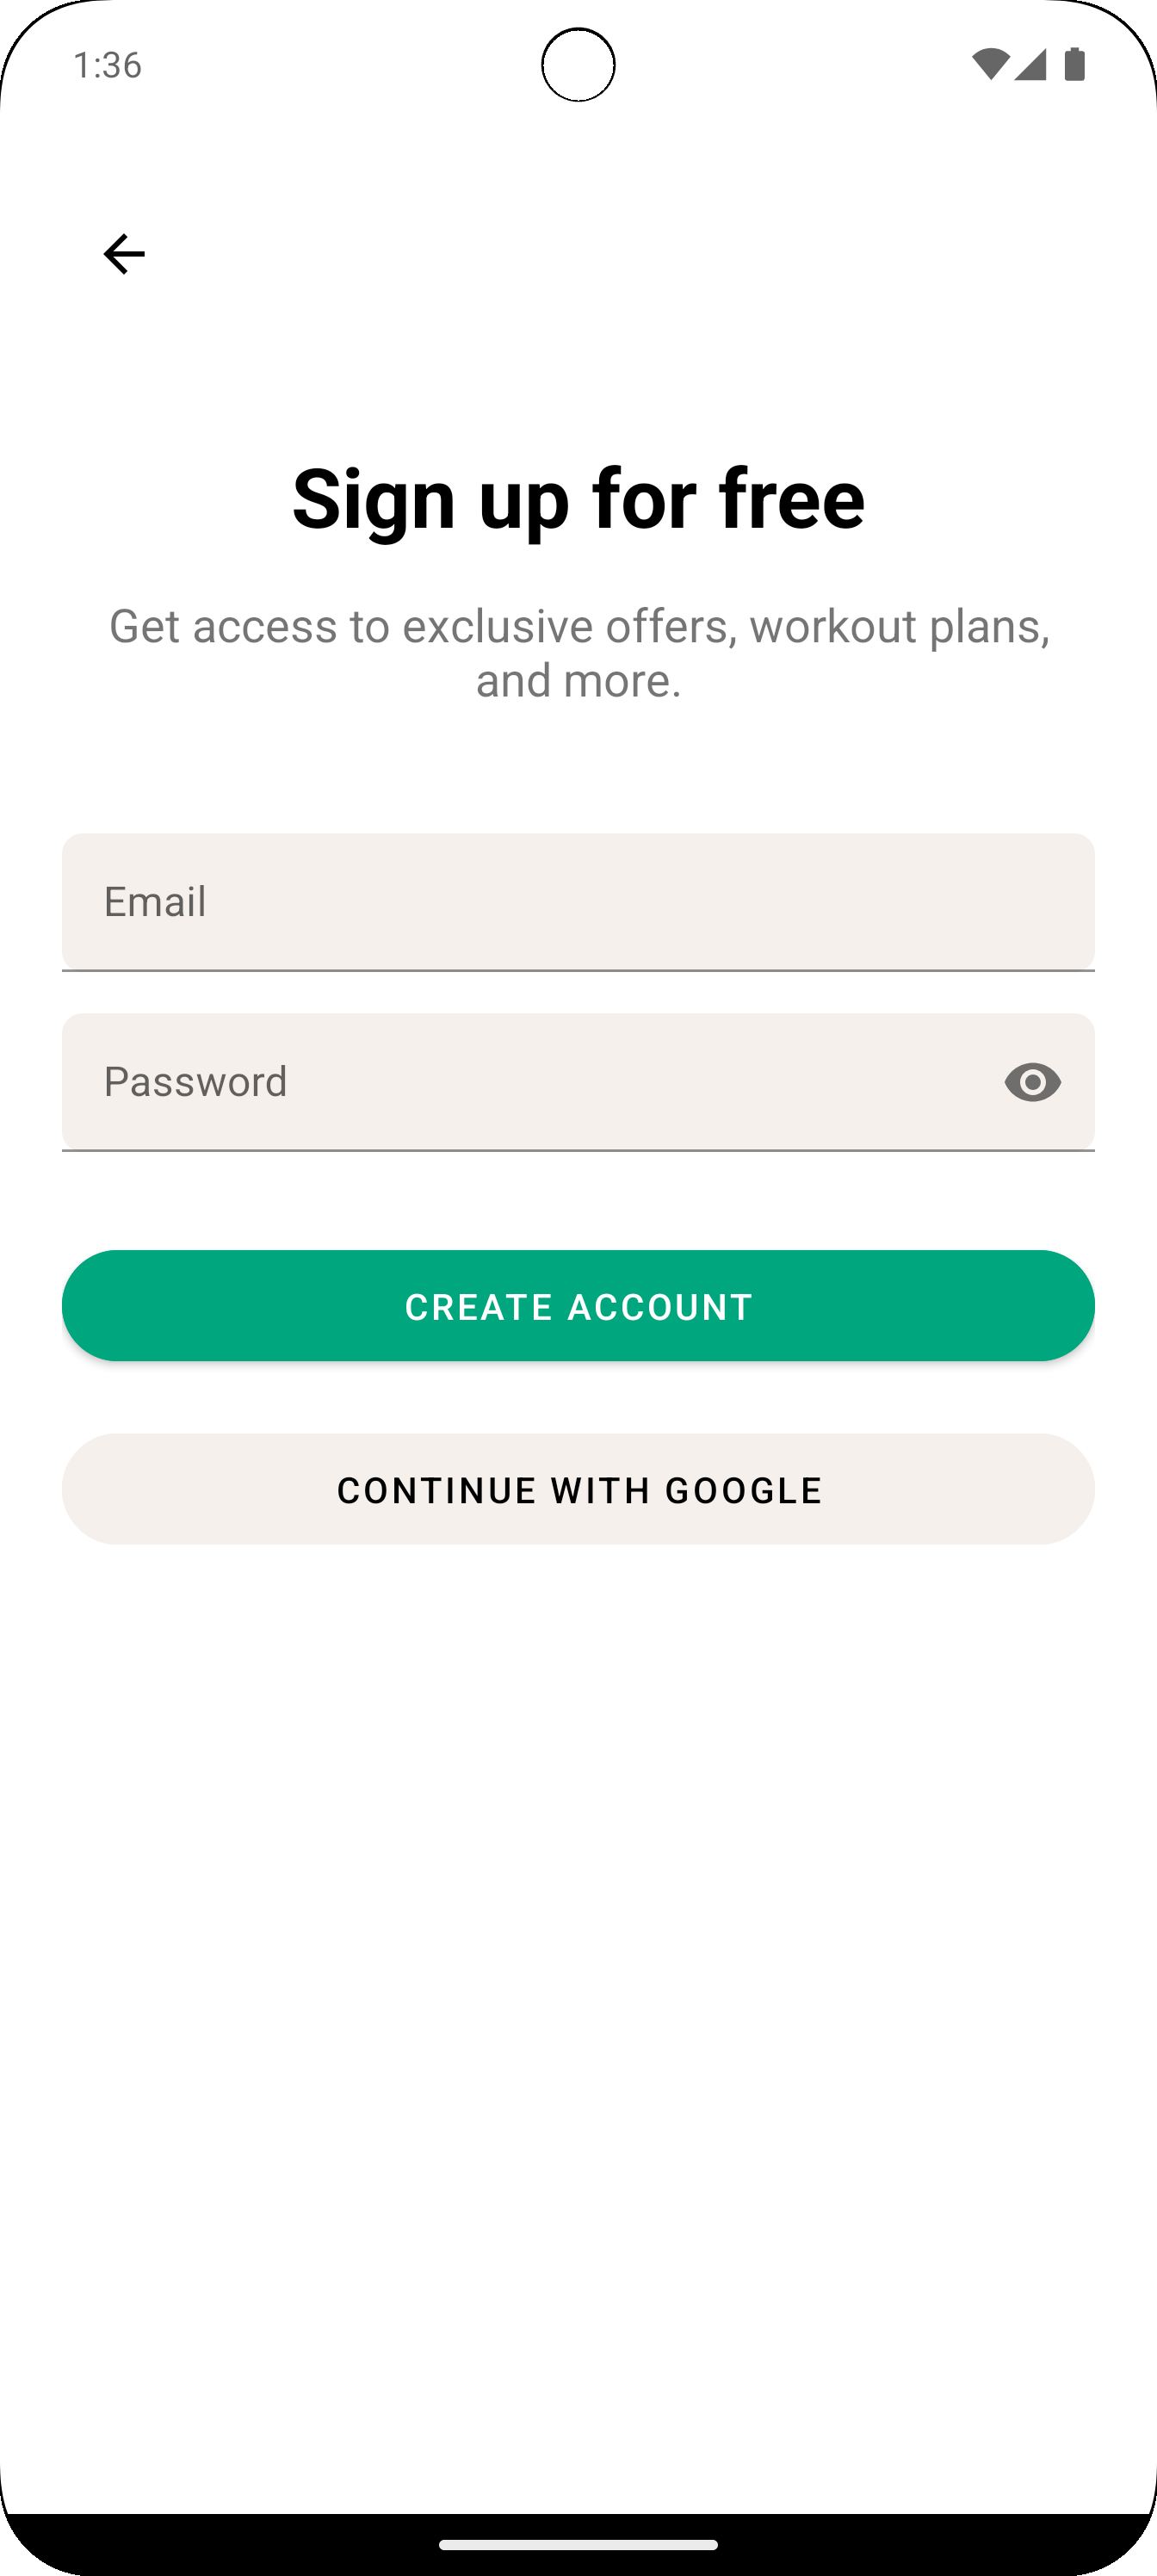 1:36
Sign up for free
Get access to exclusive offers, workout plans,
and more.
Email
Password
CREATE ACCOUNT
CONTINUE WITH GOOGLE